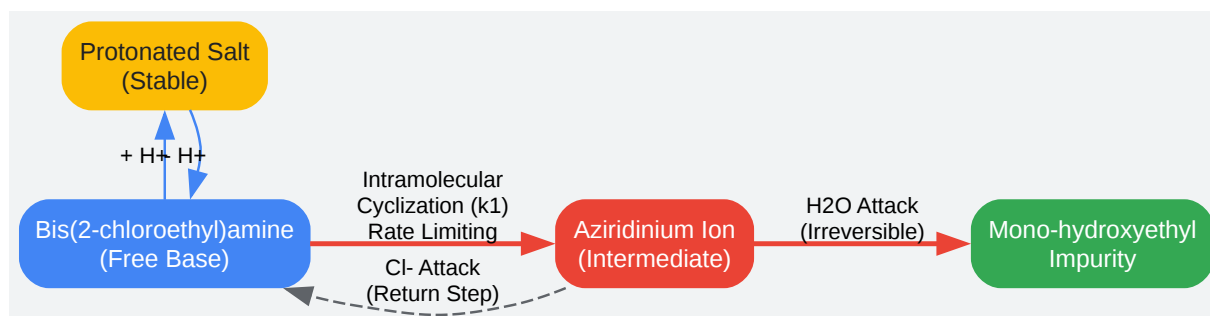 Protonated Salt
(Stable)
+ H+
- H+
Bis(2-chloroethyl)amine
(Free Base)
Intramolecular
Cyclization (k1)
Rate Limiting
Cl- Attack
(Return Step)
Aziridinium Ion
(Intermediate)
H2O Attack
(Irreversible)
Mono-hydroxyethyl
Impurity